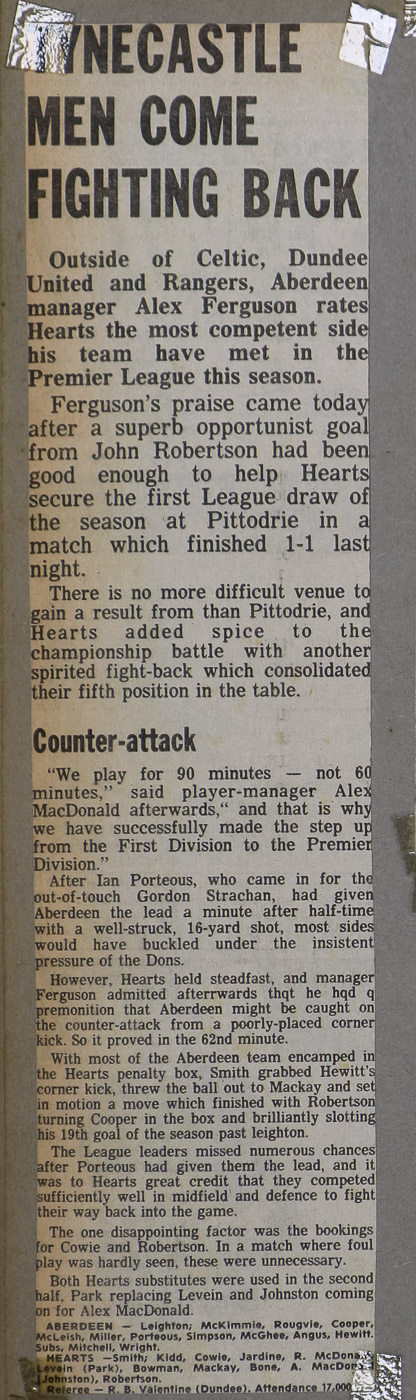 TYNECASTLE
MEN COME
FIGHTING BACK
Outside of Celtic, Dundee
United and Rangers, Aberdeen
manager Alex Ferguson rates
Hearts the most competent side
his team have met in the
Premier League this season.
Ferguson's praise came today
after a superb opportunist goal
from John Robertson had been
good enough to help Hearts
secure the first League draw of
the season at Pittodrie in a
match which finished 1-1 last
night.
There is no more difficult venue to
gain a result from than Pittodrie, and
Hearts added spice to the
championship battle with another
spirited fight-back which consolidated
their fifth position in the table.
Counter-attack
“We play for 90 minutes — not 60
minutes,” said player-manager Alex
MacDonald afterwards,“ and that is why
we have successfully made the step up
from the First Division to the Premier
Division.”
After Ian Porteous, who came in for the
out-of-touch Gordon Strachan, had given
Aberdeen the lead a minute after half-time
with a well-struck, 16-yard shot, most sides
would have buckled under the insistent
pressure of the Dons.
However, Hearts held steadfast, and manager
Ferguson admitted afterrwards thqt he hqd q
premonition that Aberdeen might be caught on
the counter-attack from a poorly-placed corner
kick. So it proved in the 62nd minute.
With most of the Aberdeen team encamped in
the Hearts penalty box, Smith grabbed Hewitt's
corner kick, threw the ball out to Mackay and set
in motion a move which finished with Robertson
turning Cooper in the box and brilliantly slotting
his 19th goal of the season past leighton.
The League leaders missed numerous chances
after Porteous had given them the lead, and it
was to Hearts great credit that they competed
sufficiently well in midfield and defence to fight
their way back into the game.
The one disappointing factor was the bookings
for Cowie and Robertson. In a match where foul
play was hardly seen, these were unnecessary.
Both Hearts substitutes were used in the second
half, Park replacing Levein and Johnston coming
on for Alex MacDonald.
ABERDEEN — Leighton; McKimmie, Rougvie, Cooper,
McLeish, Miller, Porteous, Simpson, McGhee, Angus, Hewitt.
Subs, Mitchell, Wright.
HEARTS —Smith; Kidd, Cowie, Jardine, R. MacDona
Levein (Park), Bowman, Mackay, Bone, A. MacDon
(Johnston), Robertson.
Referee — R. B. Valentine (Dundee). Attendance 17,000